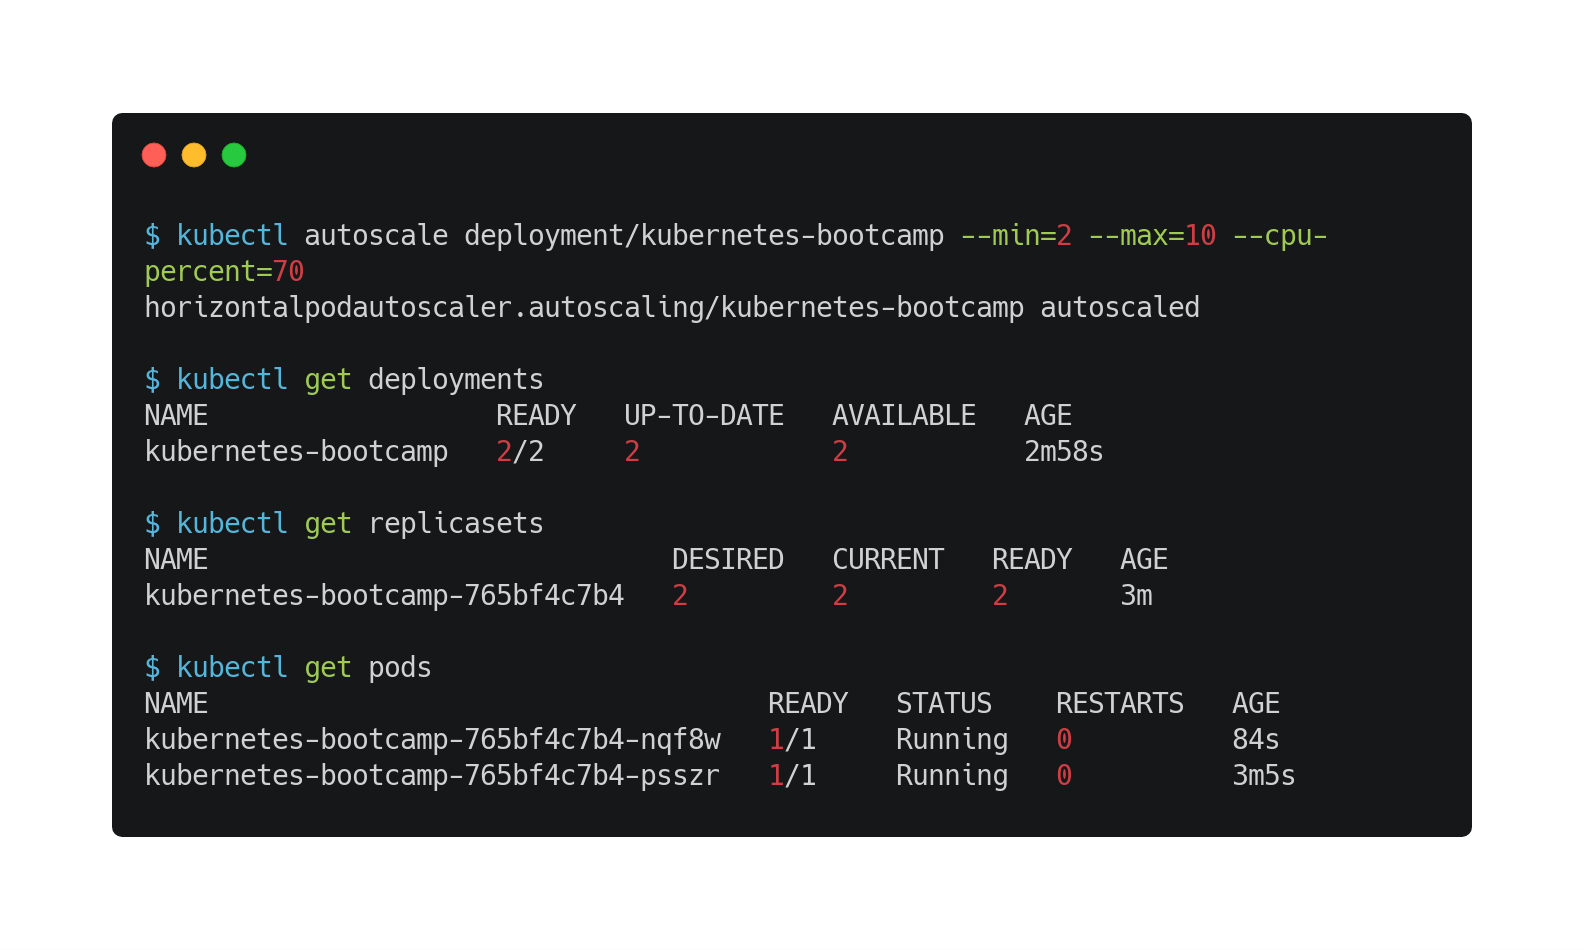 $ kubectl autoscale deployment/kubernetes-bootcamp --min=2 --max=10 --cpu-
percent=70
horizontalpodautoscaler.autoscaling/kubernetes-bootcamp autoscaled
$ kubectl get deployments
NAME                  READY   UP-TO-DATE   AVAILABLE   AGE
kubernetes-bootcamp   2/2     2            2           2m58s
$ kubectl get replicasets
NAME                             DESIRED   CURRENT   READY   AGE
kubernetes-bootcamp-765bf4c7b4   2         2         2       3m
$ kubectl get pods
NAME                                   READY   STATUS    RESTARTS   AGE
kubernetes-bootcamp-765bf4c7b4-nqf8w   1/1     Running   0          84s
kubernetes-bootcamp-765bf4c7b4-psszr   1/1     Running   0          3m5s